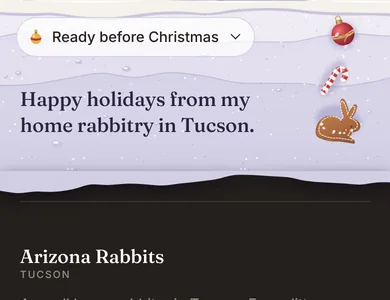 Ready before Christmas
Happy holidays from my
home rabbitry in Tucson.
Arizona Rabbits
TUCSON